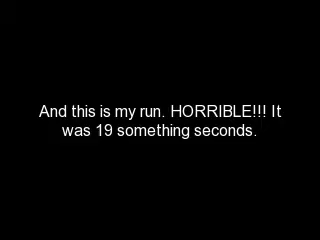 And this is my run. HORRIBLE!!! It
was 19 something seconds.